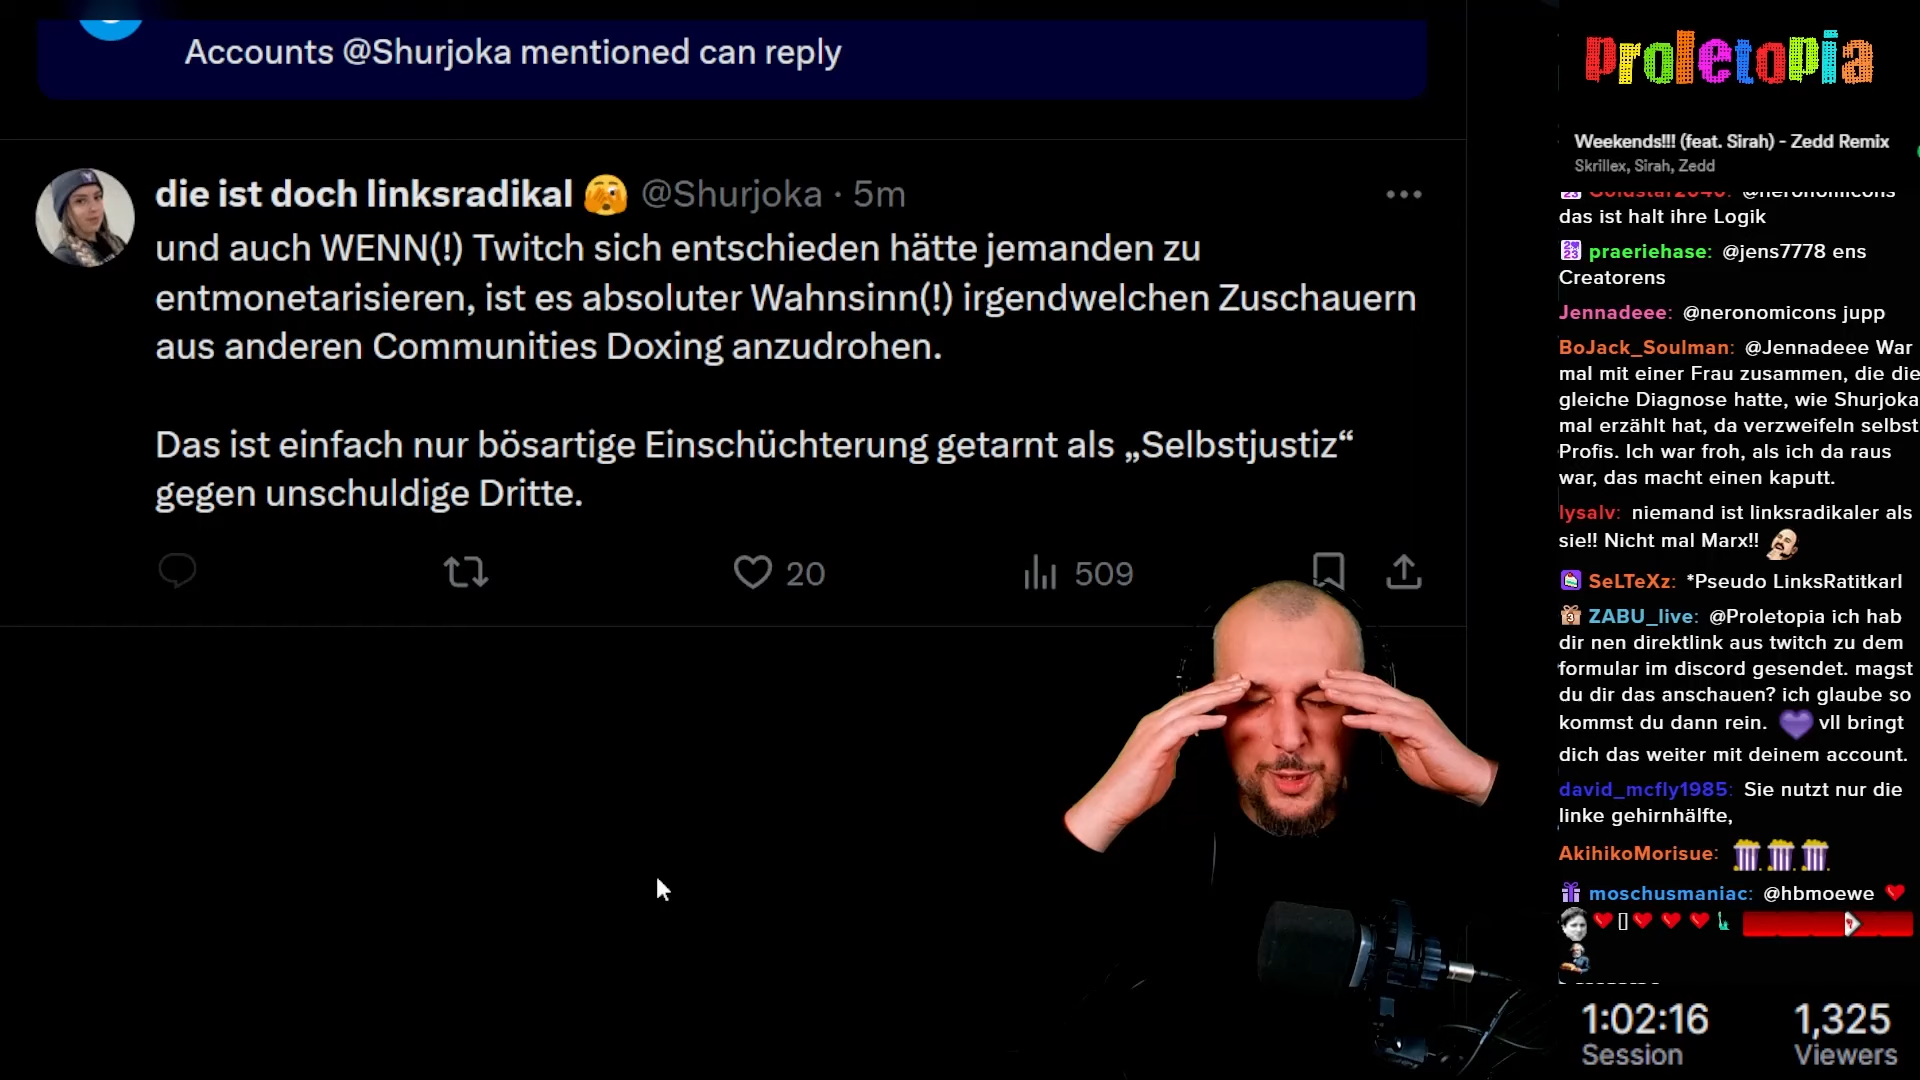 Accounts @Shurjoka mentioned can reply
die ist doch linksradikal @Shurjoka · 5m
und auch WENN(!) Twitch sich entschieden hätte jemanden zu
entmonetarisieren, ist es absoluter Wahnsinn(!) irgendwelchen Zuschauern
aus anderen Communities Doxing anzudrohen.
Das ist einfach nur bösartige Einschüchterung getarnt als „Selbstjustiz“
gegen unschuldige Dritte.
20
509
Proletopia
Weekends!!! (feat. Sirah) - Zedd Remix
Skrillex, Sirah, Zedd
das ist halt ihre Logik
praeriehase: @jens7778 ens
Creatorens
Jennadeee: @neronomicons jupp
BoJack_Soulman: @Jennadeee War
mal mit einer Frau zusammen, die die
gleiche Diagnose hatte, wie Shurjoka
mal erzählt hat, da verzweifeln selbst
Profis. Ich war froh, als ich da raus
war, das macht einen kaputt.
lysalv: niemand ist linksradikaler als
sie!! Nicht mal Marx!!
SeLTeXz: *Pseudo LinksRatitkarl
ZABU_live: @Proletopia ich hab
dir nen direktlink aus twitch zu dem
formular im discord gesendet. magst
du dir das anschauen? ich glaube so
kommst du dann rein. vll bringt
dich das weiter mit deinem account.
david_mcfly1985: Sie nutzt nur die
linke gehirnhälfte,
AkihikoMorisue:
moschusmaniac: @hbmoewe
1:02:16
Session
1,325
Viewers